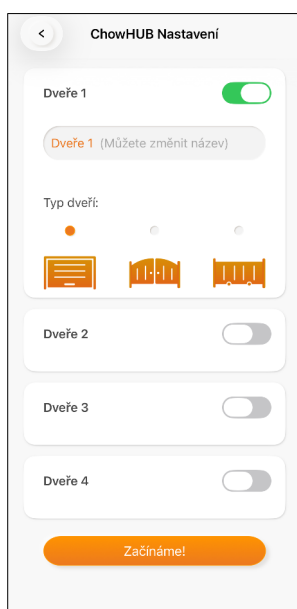 ChowHUB Nastavení
Dveře 1
Dveře 1 (Můžete změnit název)
Typ dveří:
Dveře 2
Dveře 3
Dveře 4
Začínáme!